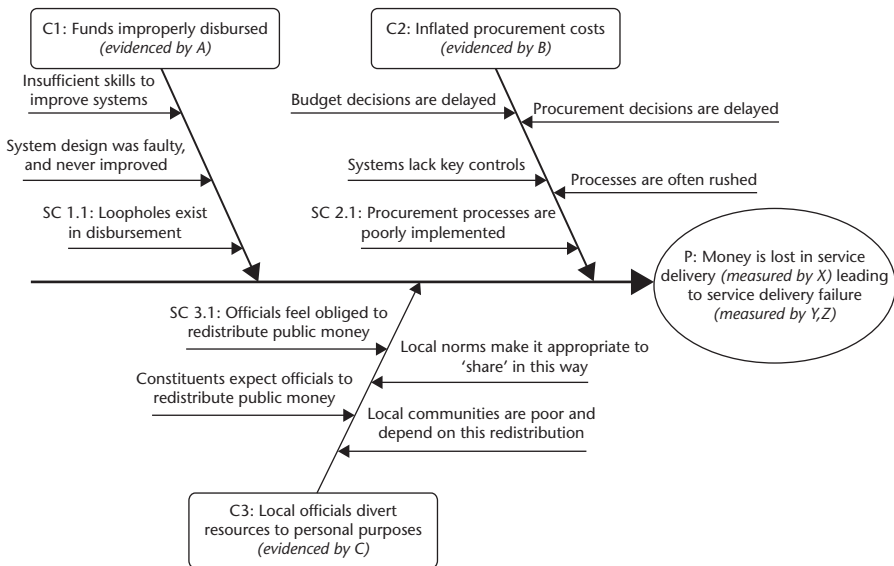 C1: Funds improperly disbursed
(evidenced by A)
C2: Inflated procurement costs
(evidenced by B)
Insufficient skills to
improve systems
System design was faulty,
and never improved
SC 1.1: Loopholes exist
in disbursement
Budget decisions are delayed
Procurement decisions are delayed
Systems lack key controls
Processes are often rushed
SC 2.1: Procurement processes are
poorly implemented
P: Money is lost in service
delivery (measured by X) leading
to service delivery failure
(measured by Y,Z)
SC 3.1: Officials feel obliged to
redistribute public money
Local norms make it appropriate to
‘share’ in this way
Constituents expect officials to
redistribute public money
Local communities are poor and
depend on this redistribution
C3: Local officials divert
resources to personal purposes
(evidenced by C)